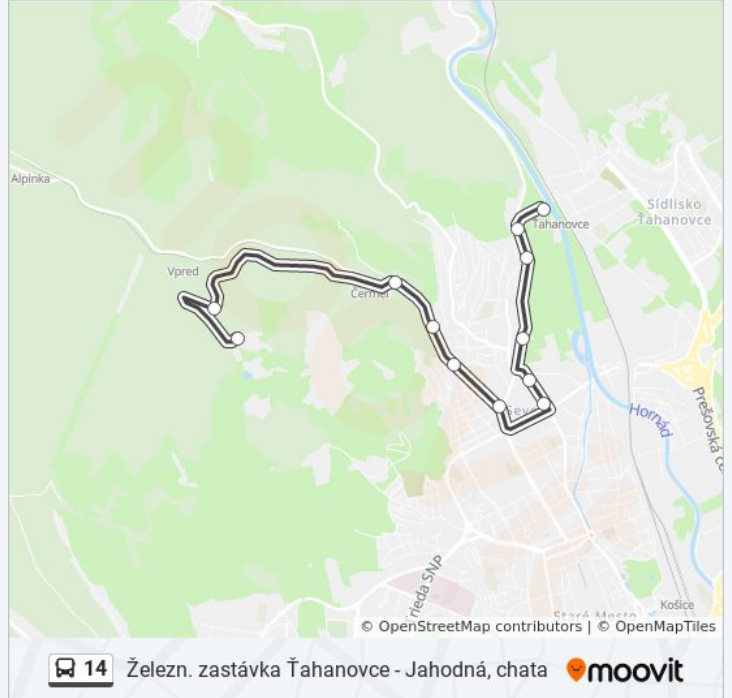 Alpinka
Sídlisko
Ťahanovce
Ťahanovce
Vpred
Čermeľ
Prešovská
Hornád
Sever
Trieda SNP
Košice
Staré Mesto
© OpenStreetMap contributors | © OpenMapTiles
14 Železn. zastávka Ťahanovce - Jahodná, chata moovit